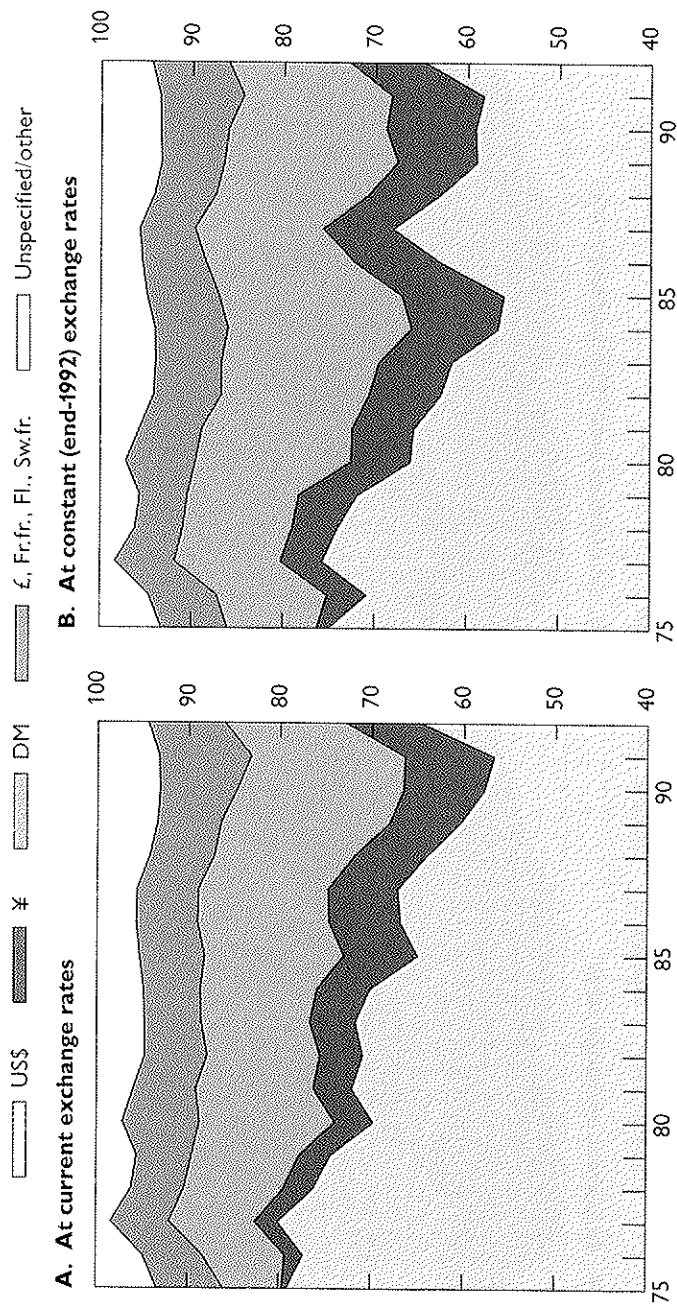 US$ ¥ DM £, Fr.fr., Fl., Sw.fr. Unspecified/other
A. At current exchange rates
100
90
80
70
60
50
40
75 80 85 90
B. At constant (end-1992) exchange rates
100
90
80
70
60
50
40
75 80 85 90